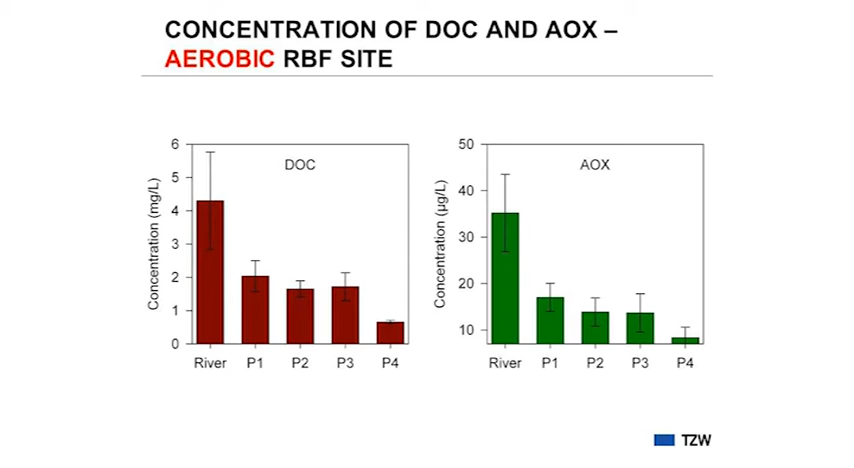 CONCENTRATION OF DOC AND AOX –
AEROBIC RBF SITE
DOC
Concentration (mg/L)
6
5
4
3
2
1
0
River P1 P2 P3 P4
AOX
Concentration (µg/L)
50
40
30
20
10
River P1 P2 P3 P4
TZW